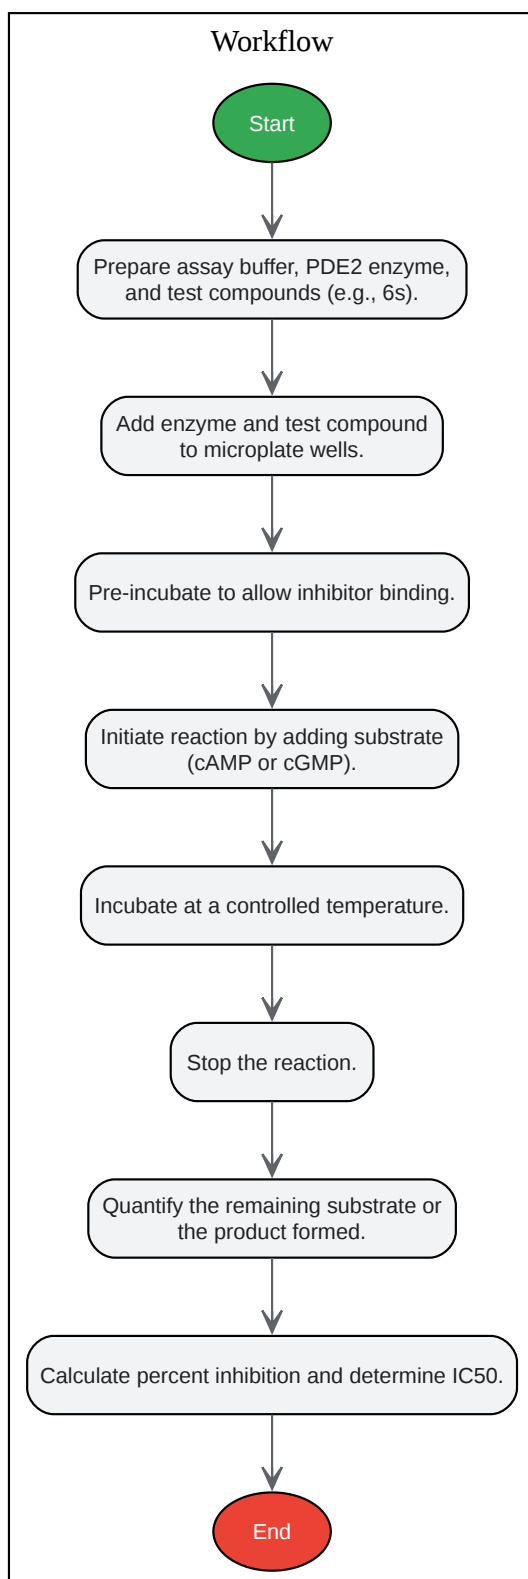 Workflow
Start
Prepare assay buffer, PDE2 enzyme,
and test compounds (e.g., 6s).
Add enzyme and test compound
to microplate wells.
Pre-incubate to allow inhibitor binding.
Initiate reaction by adding substrate
(cAMP or cGMP).
Incubate at a controlled temperature.
Stop the reaction.
Quantify the remaining substrate or
the product formed.
Calculate percent inhibition and determine IC50.
End